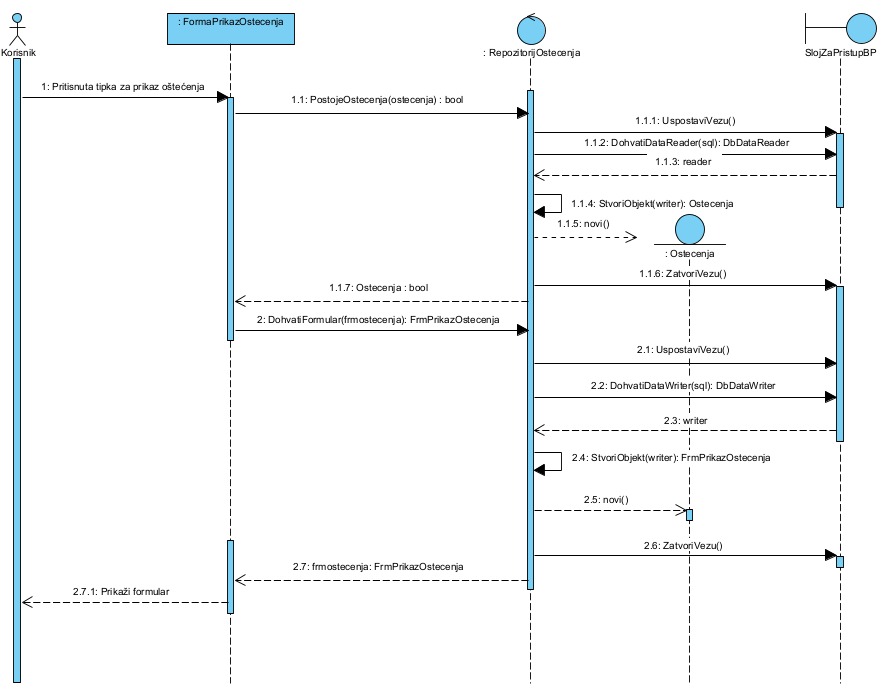 : FormaPrikazOstecenja
Korisnik
: RepozitorijOstecenja
SlojZaPristupBP
1: Pritisnuta tipka za prikaz oštećenja
1.1: PostojeOstecenja(ostecenja) : bool
1.1.1: UspostaviVezu()
1.1.2: DohvatiDataReader(sql): DbDataReader
1.1.3: reader
1.1.4: StvoriObjekt(writer): Ostecenja
1.1.5: novi()
: Ostecenja
1.1.6: ZatvoriVezu()
1.1.7: Ostecenja : bool
2: DohvatiFormular(frmostecenja): FrmPrikazOstecenja
2.1: UspostaviVezu()
2.2: DohvatiDataWriter(sql): DbDataWriter
2.3: writer
2.4: StvoriObjekt(writer): FrmPrikazOstecenja
2.5: novi()
2.6: ZatvoriVezu()
2.7: frmostecenja: FrmPrikazOstecenja
2.7.1: Prikaži formular